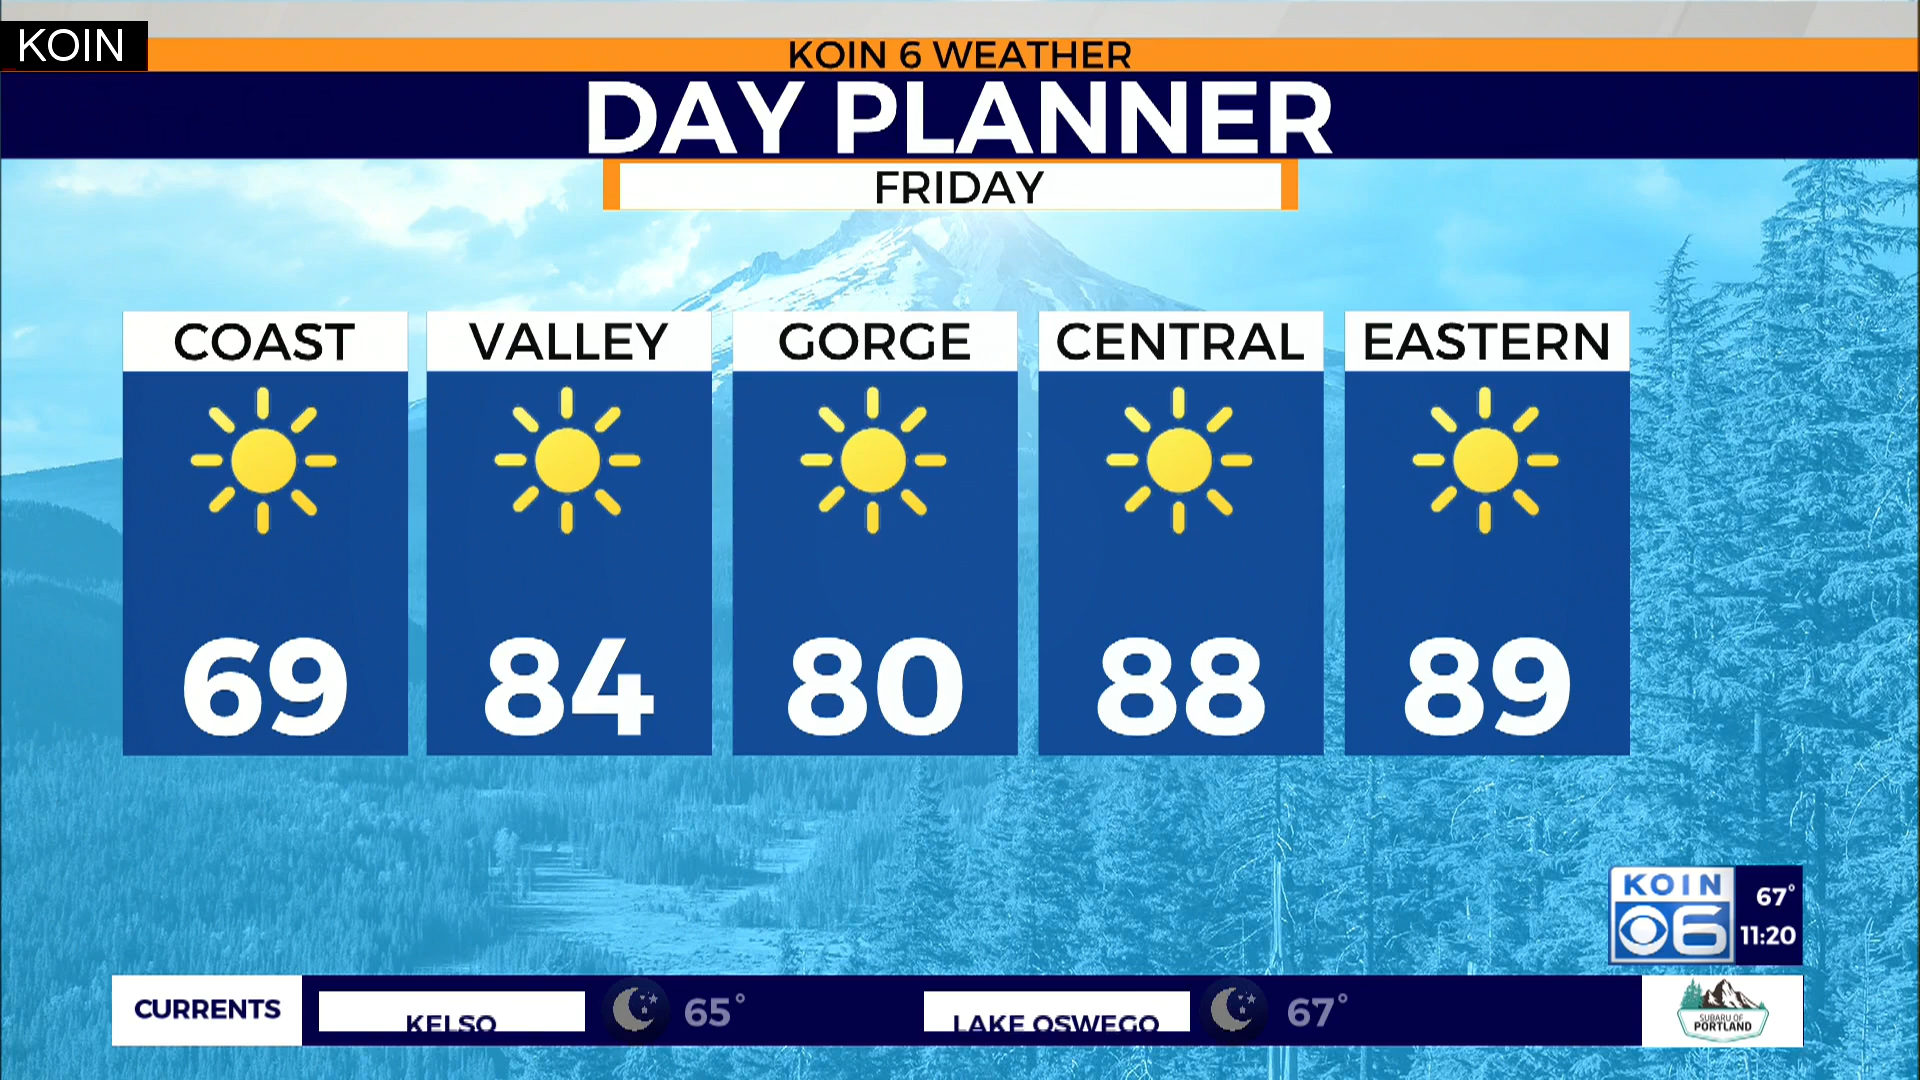 KOIN
KOIN 6 WEATHER
DAY PLANNER
FRIDAY
COAST
VALLEY
GORGE
CENTRAL
EASTERN
69
84
80
88
89
KOIN
6
67°
11:20
CURRENTS
KELSO
65°
LAKE OSWEGO
67°
SUBARU OF
PORTLAND